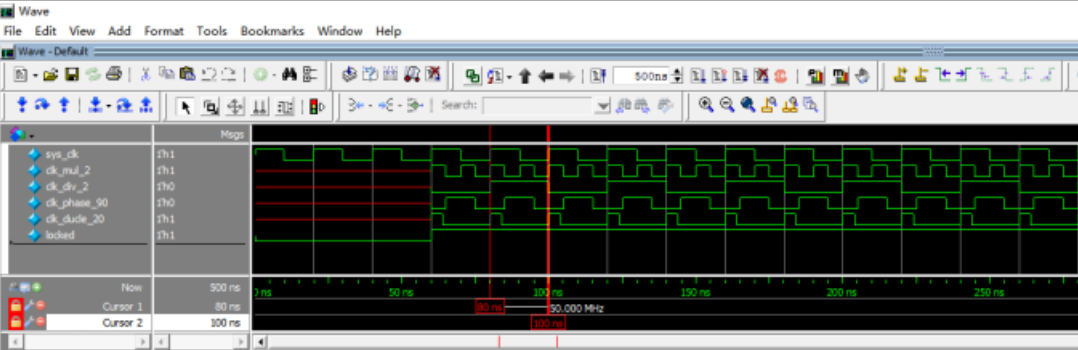 Wave
File Edit View Add Format Tools Bookmarks Window Help
Wave - Default
500ns
Search:
Msgs
sys_clk 1'h1
clk_mul_2 1'h1
clk_div_2 1'h0
clk_phase_90 1'h0
clk_ducle_20 1'h1
locked 1'h1
Now 500 ns ns 50 ns 100 ns 150 ns 200 ns 250 ns
Cursor 1 80 ns 80 ns 50.000 MHz
Cursor 2 100 ns 100 ns